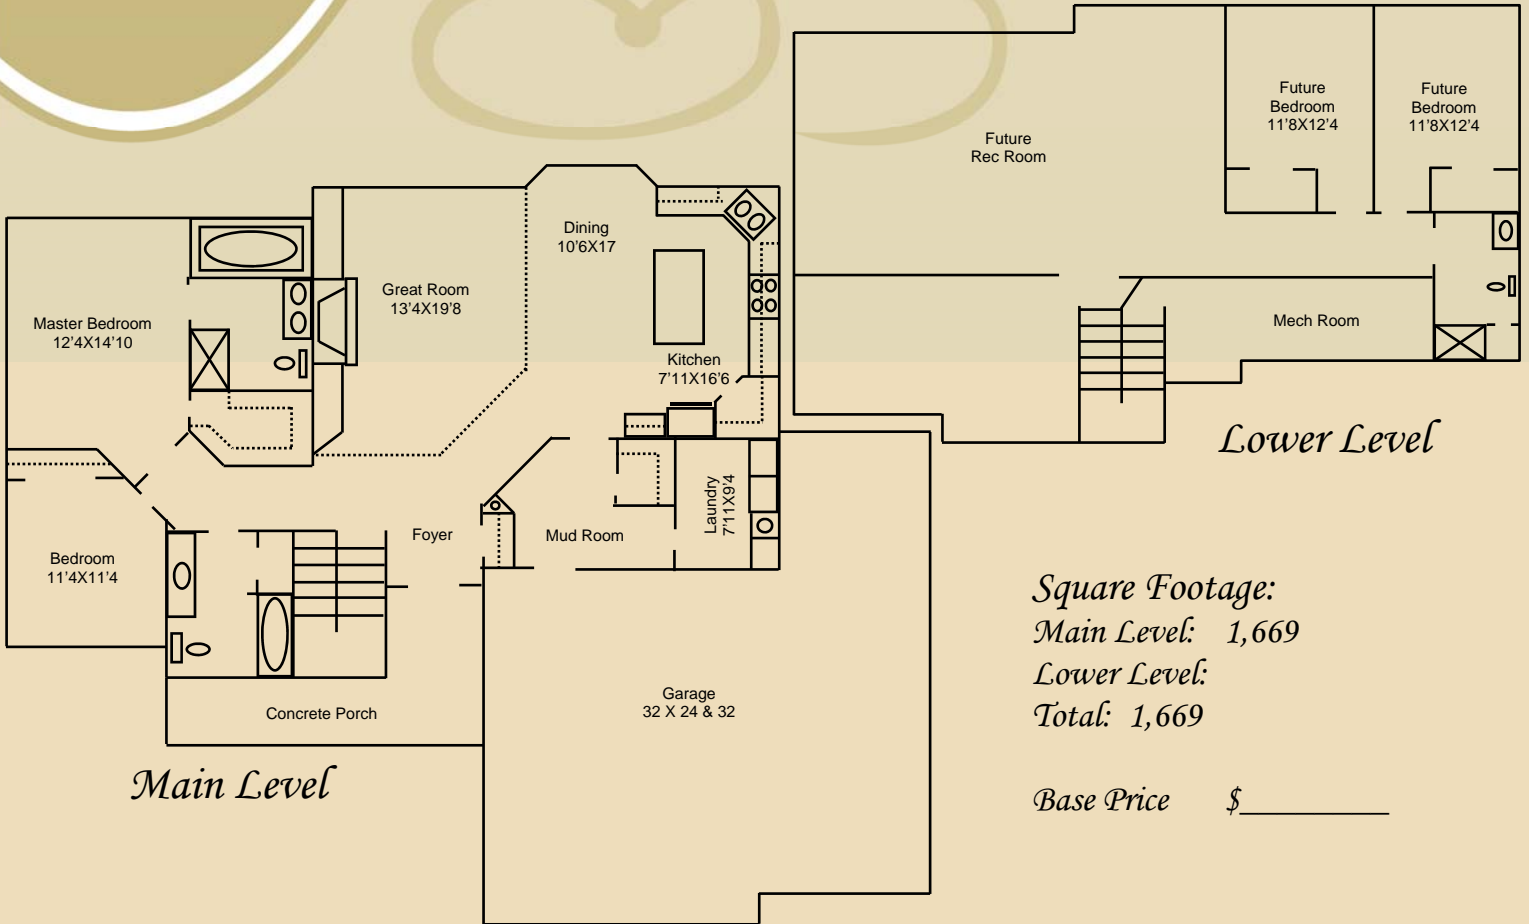 Future
Rec Room
Future
Bedroom
11'8X12'4
Future
Bedroom
11'8X12'4
Mech Room
Lower Level
Dining
10'6X17
Great Room
13'4X19'8
Master Bedroom
12'4X14'10
Kitchen
7'11X16'6
Laundry
7'11X9'4
Foyer
Mud Room
Bedroom
11'4X11'4
Concrete Porch
Garage
32 X 24 & 32
Main Level
Square Footage:
Main Level: 1,669
Lower Level:
Total: 1,669
Base Price $__________